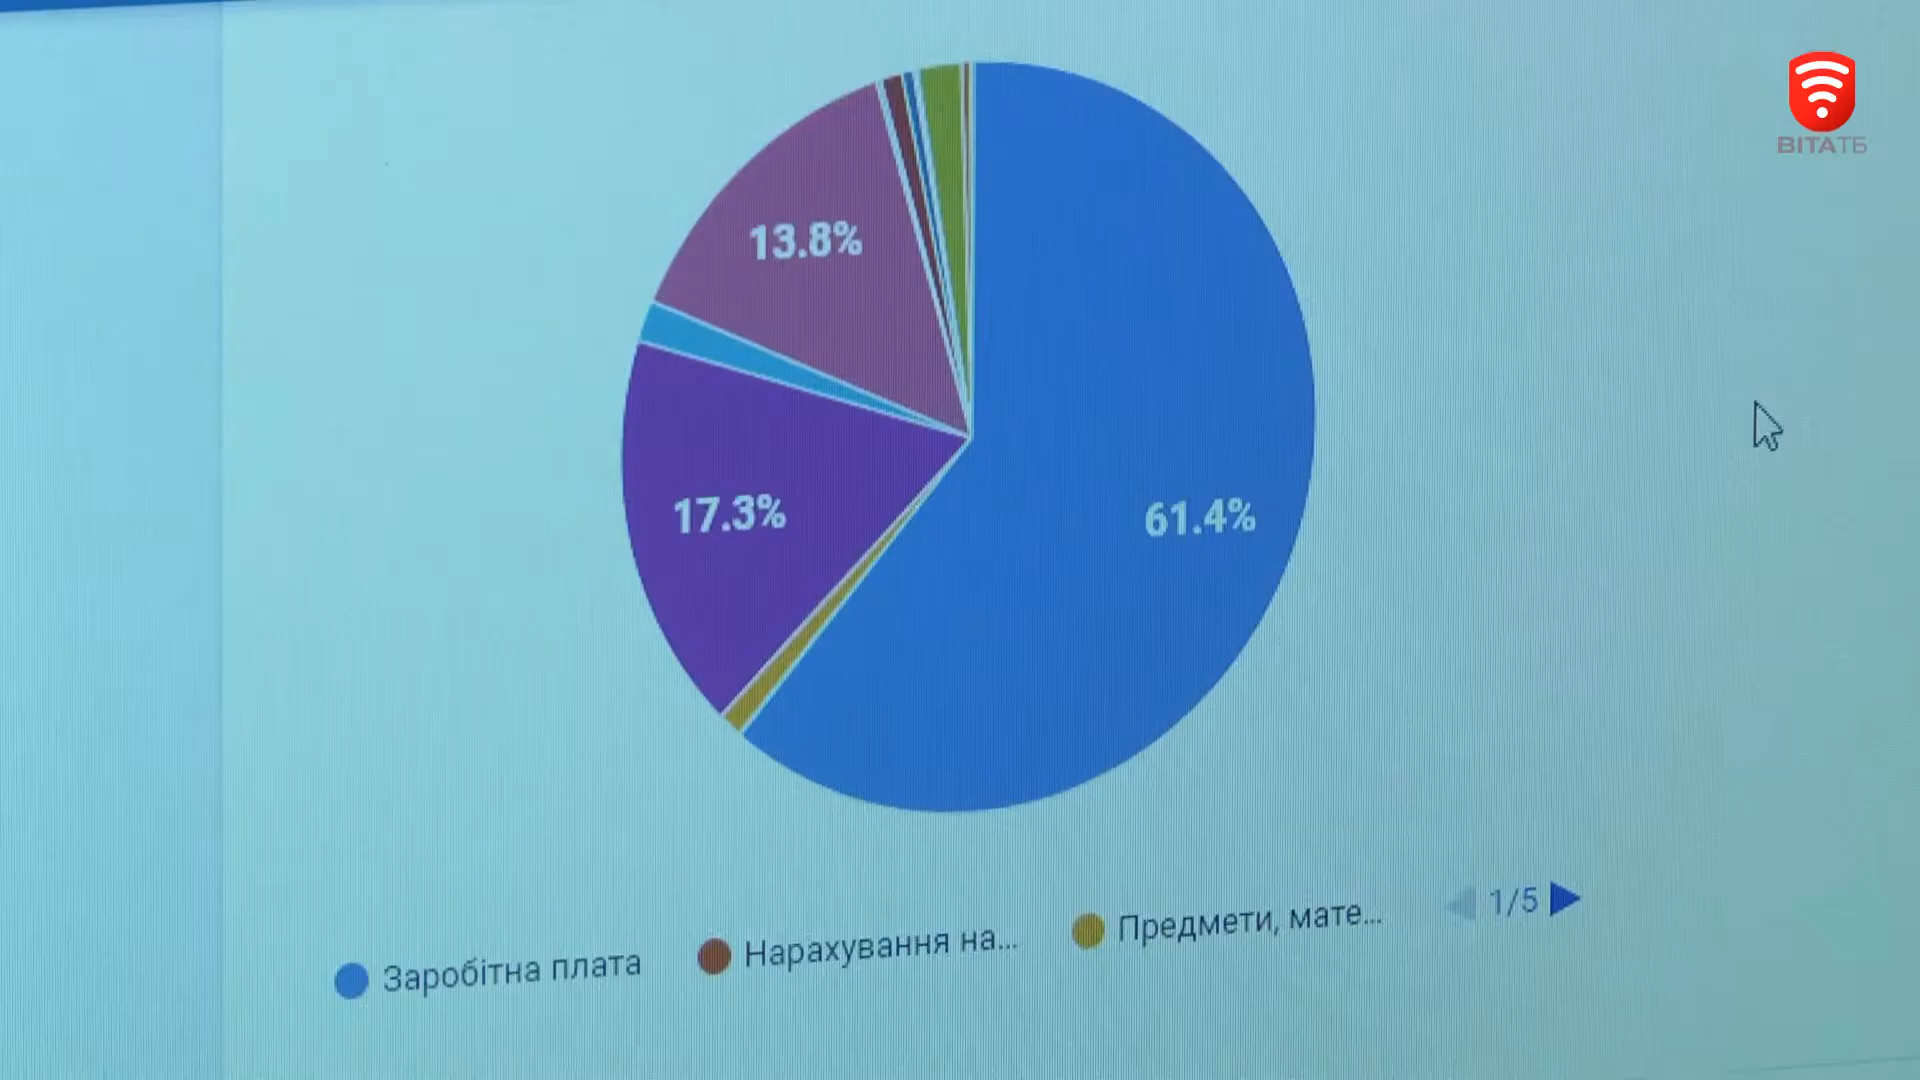 ВІТАТБ
13.8%
17.3%
61.4%
Заробітна плата
Нарахування на...
Предмети, мате...
1/5